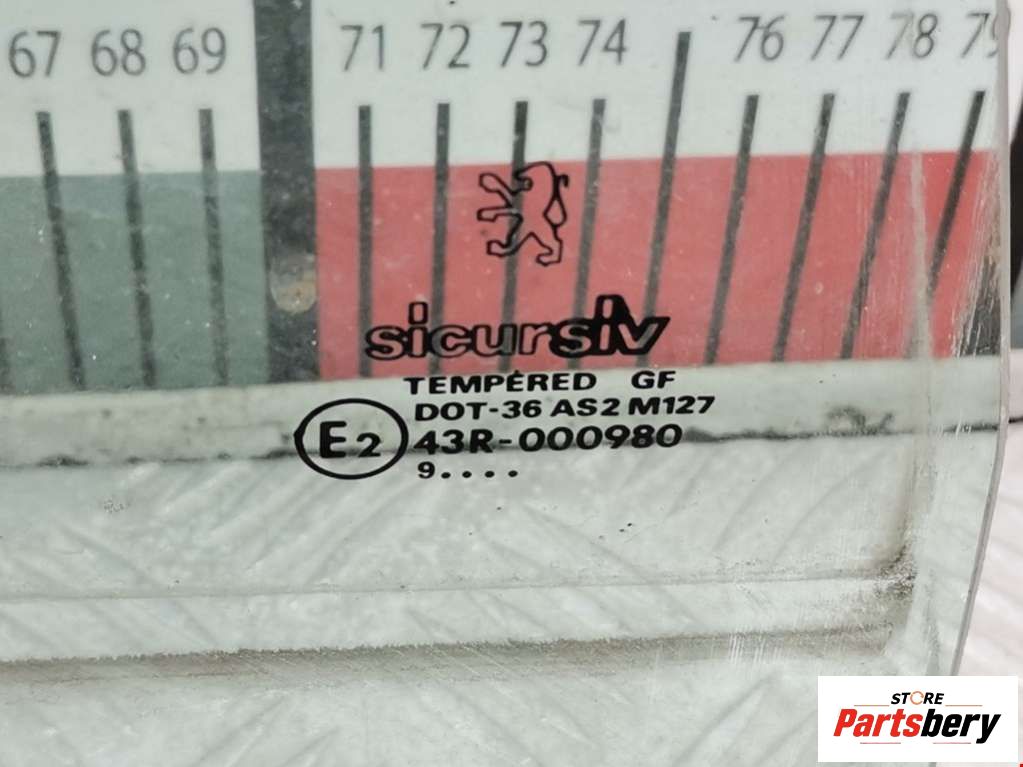 67 68 69 71 72 73 74 76 77 78 79
sicursiv
TEMPERED GF
DOT-36 AS2 M127
E2 43R-000980
9....
STORE
Partsbery